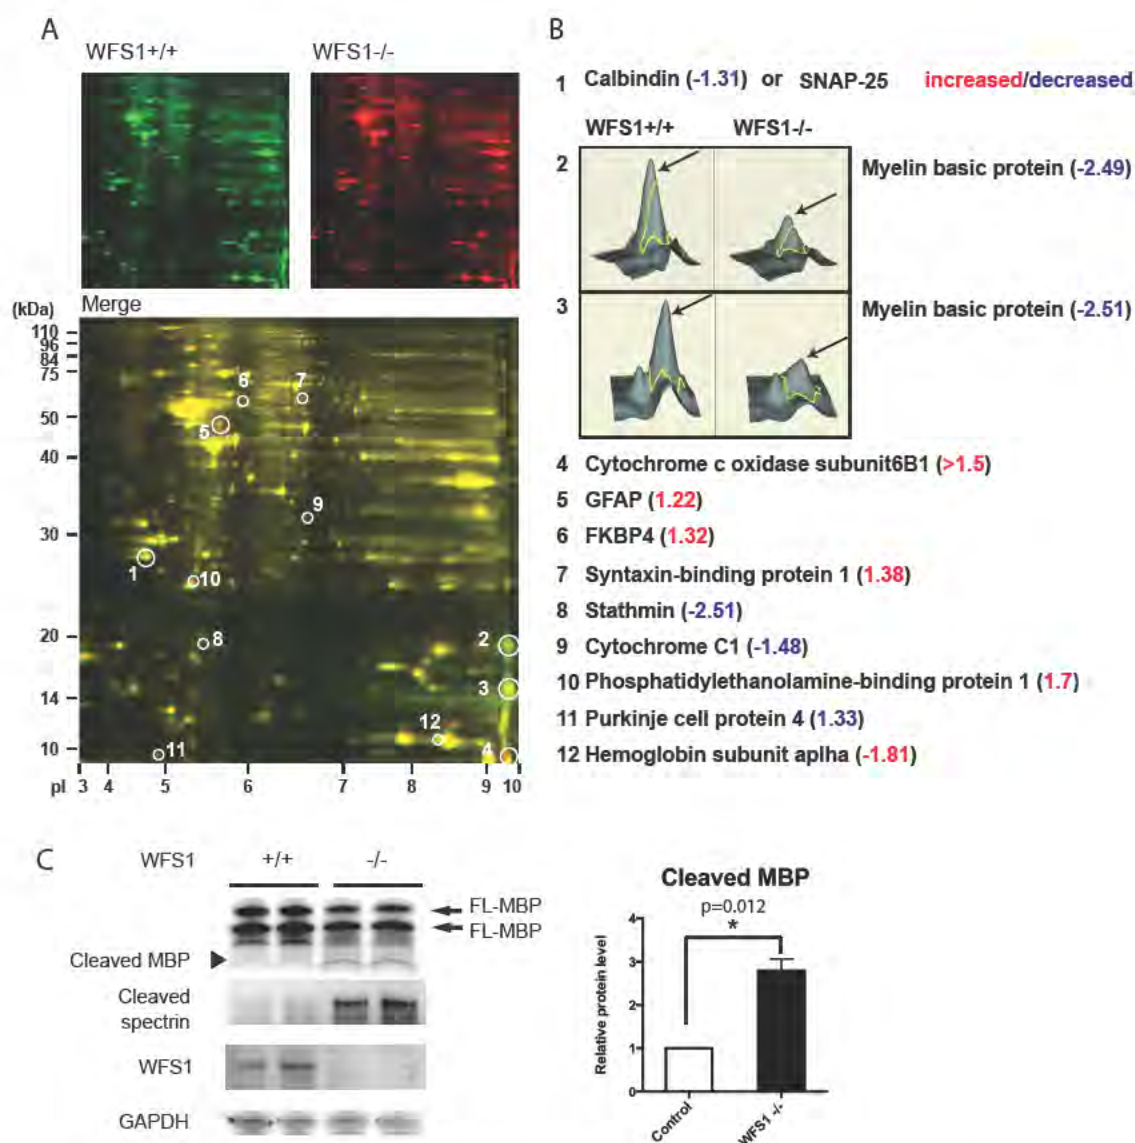 A
WFS1+/+ WFS1-/-
Merge
(kDa)
110
96
84
75
50
40
30
20
14
10
6 7
5
9
1
10
8
2
3
12
4
11
pI 3 4 5 6 7 8 9 10
B
1 Calbindin (-1.31) or SNAP-25 increased/decreased
WFS1+/+ WFS1-/-
2 Myelin basic protein (-2.49)
3 Myelin basic protein (-2.51)
4 Cytochrome c oxidase subunit6B1 (>1.5)
5 GFAP (1.22)
6 FKBP4 (1.32)
7 Syntaxin-binding protein 1 (1.38)
8 Stathmin (-2.51)
9 Cytochrome C1 (-1.48)
10 Phosphatidylethanolamine-binding protein 1 (1.7)
11 Purkinje cell protein 4 (1.33)
12 Hemoglobin subunit aplha (-1.81)
C
WFS1 +/+ -/-
FL-MBP
FL-MBP
Cleaved MBP
Cleaved
spectrin
WFS1
GAPDH
Cleaved MBP
p=0.012
*
Relative protein level
4
3
2
1
0
Control
WFS1 -/-